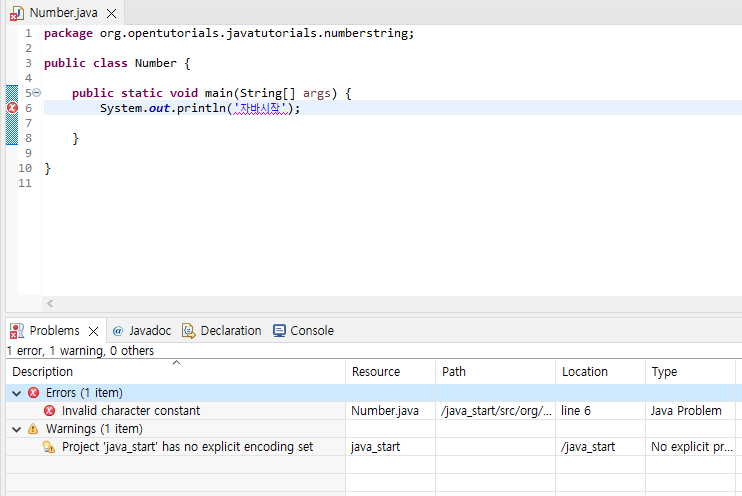 Number.java
1 package org.opentutorials.javatutorials.numberstring;
2
3 public class Number {
4
5 public static void main(String[] args) {
6 System.out.println('자바시작');
7
8 }
9
10 }
11
Problems @ Javadoc Declaration Console
1 error, 1 warning, 0 others
Description Resource Path Location Type
Errors (1 item)
Invalid character constant Number.java /java_start/src/org/... line 6 Java Problem
Warnings (1 item)
Project 'java_start' has no explicit encoding set java_start /java_start No explicit pr...